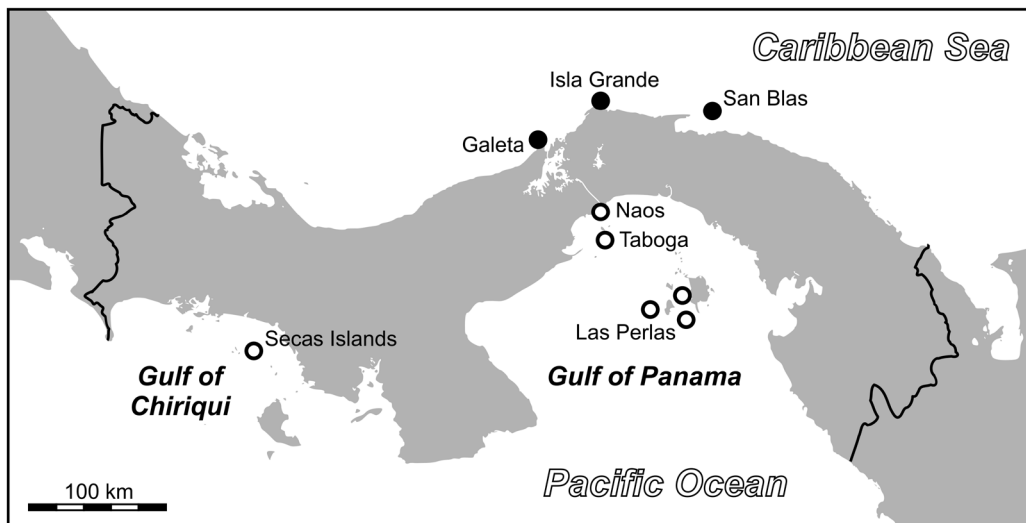 Caribbean Sea
Isla Grande
San Blas
Galeta
Naos
Taboga
Las Perlas
Secas Islands
Gulf of
Chiriqui
Gulf of Panama
Pacific Ocean
100 km